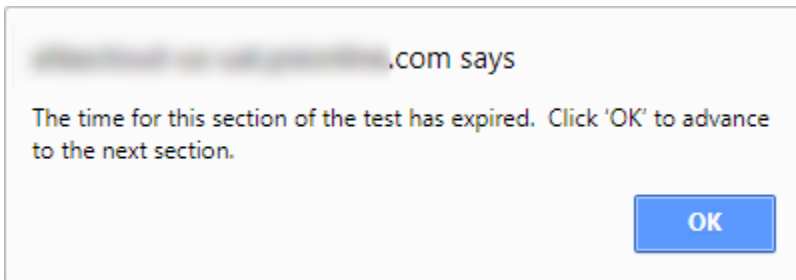 .com says
The time for this section of the test has expired.  Click ‘OK’ to advance
to the next section.
OK